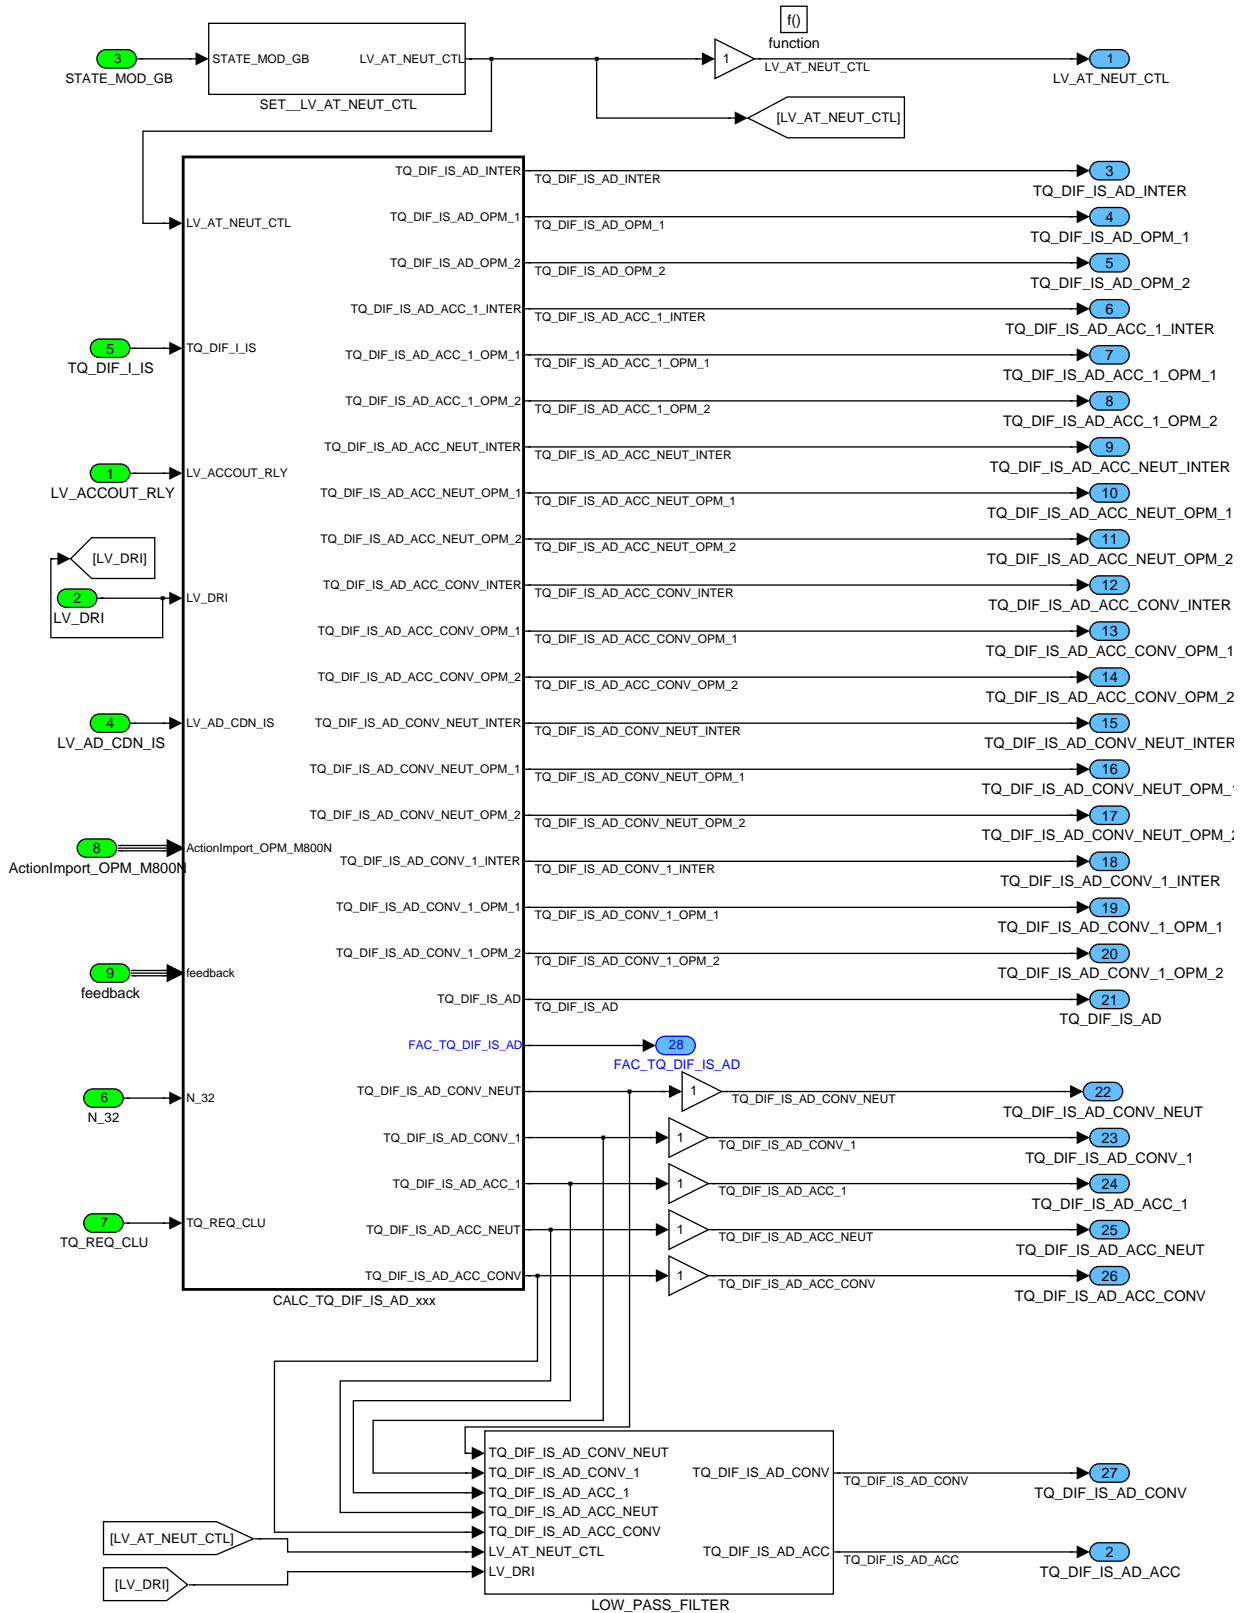 f()
function
3
STATE_MOD_GB
STATE_MOD_GB
LV_AT_NEUT_CTL
SET__LV_AT_NEUT_CTL
1
LV_AT_NEUT_CTL
1
LV_AT_NEUT_CTL
[LV_AT_NEUT_CTL]
LV_AT_NEUT_CTL
5
TQ_DIF_I_IS
TQ_DIF_I_IS
1
LV_ACCOUT_RLY
LV_ACCOUT_RLY
[LV_DRI]
2
LV_DRI
LV_DRI
4
LV_AD_CDN_IS
LV_AD_CDN_IS
8
ActionImport_OPM_M800N
ActionImport_OPM_M800N
9
feedback
feedback
6
N_32
N_32
7
TQ_REQ_CLU
TQ_REQ_CLU
TQ_DIF_IS_AD_INTER
TQ_DIF_IS_AD_INTER
3
TQ_DIF_IS_AD_INTER
TQ_DIF_IS_AD_OPM_1
TQ_DIF_IS_AD_OPM_1
4
TQ_DIF_IS_AD_OPM_1
TQ_DIF_IS_AD_OPM_2
TQ_DIF_IS_AD_OPM_2
5
TQ_DIF_IS_AD_OPM_2
TQ_DIF_IS_AD_ACC_1_INTER
TQ_DIF_IS_AD_ACC_1_INTER
6
TQ_DIF_IS_AD_ACC_1_INTER
TQ_DIF_IS_AD_ACC_1_OPM_1
TQ_DIF_IS_AD_ACC_1_OPM_1
7
TQ_DIF_IS_AD_ACC_1_OPM_1
TQ_DIF_IS_AD_ACC_1_OPM_2
TQ_DIF_IS_AD_ACC_1_OPM_2
8
TQ_DIF_IS_AD_ACC_1_OPM_2
TQ_DIF_IS_AD_ACC_NEUT_INTER
TQ_DIF_IS_AD_ACC_NEUT_INTER
9
TQ_DIF_IS_AD_ACC_NEUT_INTER
TQ_DIF_IS_AD_ACC_NEUT_OPM_1
TQ_DIF_IS_AD_ACC_NEUT_OPM_1
10
TQ_DIF_IS_AD_ACC_NEUT_OPM_1
TQ_DIF_IS_AD_ACC_NEUT_OPM_2
TQ_DIF_IS_AD_ACC_NEUT_OPM_2
11
TQ_DIF_IS_AD_ACC_NEUT_OPM_2
TQ_DIF_IS_AD_ACC_CONV_INTER
TQ_DIF_IS_AD_ACC_CONV_INTER
12
TQ_DIF_IS_AD_ACC_CONV_INTER
TQ_DIF_IS_AD_ACC_CONV_OPM_1
TQ_DIF_IS_AD_ACC_CONV_OPM_1
13
TQ_DIF_IS_AD_ACC_CONV_OPM_1
TQ_DIF_IS_AD_ACC_CONV_OPM_2
TQ_DIF_IS_AD_ACC_CONV_OPM_2
14
TQ_DIF_IS_AD_ACC_CONV_OPM_2
TQ_DIF_IS_AD_CONV_NEUT_INTER
TQ_DIF_IS_AD_CONV_NEUT_INTER
15
TQ_DIF_IS_AD_CONV_NEUT_INTER
TQ_DIF_IS_AD_CONV_NEUT_OPM_1
TQ_DIF_IS_AD_CONV_NEUT_OPM_1
16
TQ_DIF_IS_AD_CONV_NEUT_OPM_1
TQ_DIF_IS_AD_CONV_NEUT_OPM_2
TQ_DIF_IS_AD_CONV_NEUT_OPM_2
17
TQ_DIF_IS_AD_CONV_NEUT_OPM_2
TQ_DIF_IS_AD_CONV_1_INTER
TQ_DIF_IS_AD_CONV_1_INTER
18
TQ_DIF_IS_AD_CONV_1_INTER
TQ_DIF_IS_AD_CONV_1_OPM_1
TQ_DIF_IS_AD_CONV_1_OPM_1
19
TQ_DIF_IS_AD_CONV_1_OPM_1
TQ_DIF_IS_AD_CONV_1_OPM_2
TQ_DIF_IS_AD_CONV_1_OPM_2
20
TQ_DIF_IS_AD_CONV_1_OPM_2
TQ_DIF_IS_AD
TQ_DIF_IS_AD
21
TQ_DIF_IS_AD
FAC_TQ_DIF_IS_AD
28
FAC_TQ_DIF_IS_AD
TQ_DIF_IS_AD_CONV_NEUT
1
TQ_DIF_IS_AD_CONV_NEUT
22
TQ_DIF_IS_AD_CONV_NEUT
TQ_DIF_IS_AD_CONV_1
1
TQ_DIF_IS_AD_CONV_1
23
TQ_DIF_IS_AD_CONV_1
TQ_DIF_IS_AD_ACC_1
1
TQ_DIF_IS_AD_ACC_1
24
TQ_DIF_IS_AD_ACC_1
TQ_DIF_IS_AD_ACC_NEUT
1
TQ_DIF_IS_AD_ACC_NEUT
25
TQ_DIF_IS_AD_ACC_NEUT
TQ_DIF_IS_AD_ACC_CONV
1
TQ_DIF_IS_AD_ACC_CONV
26
TQ_DIF_IS_AD_ACC_CONV
CALC_TQ_DIF_IS_AD_xxx
TQ_DIF_IS_AD_CONV_NEUT
TQ_DIF_IS_AD_CONV_1
TQ_DIF_IS_AD_ACC_1
TQ_DIF_IS_AD_ACC_NEUT
TQ_DIF_IS_AD_ACC_CONV
LV_AT_NEUT_CTL
LV_DRI
[LV_AT_NEUT_CTL]
[LV_DRI]
TQ_DIF_IS_AD_CONV
TQ_DIF_IS_AD_CONV
27
TQ_DIF_IS_AD_CONV
TQ_DIF_IS_AD_ACC
TQ_DIF_IS_AD_ACC
2
TQ_DIF_IS_AD_ACC
LOW_PASS_FILTER